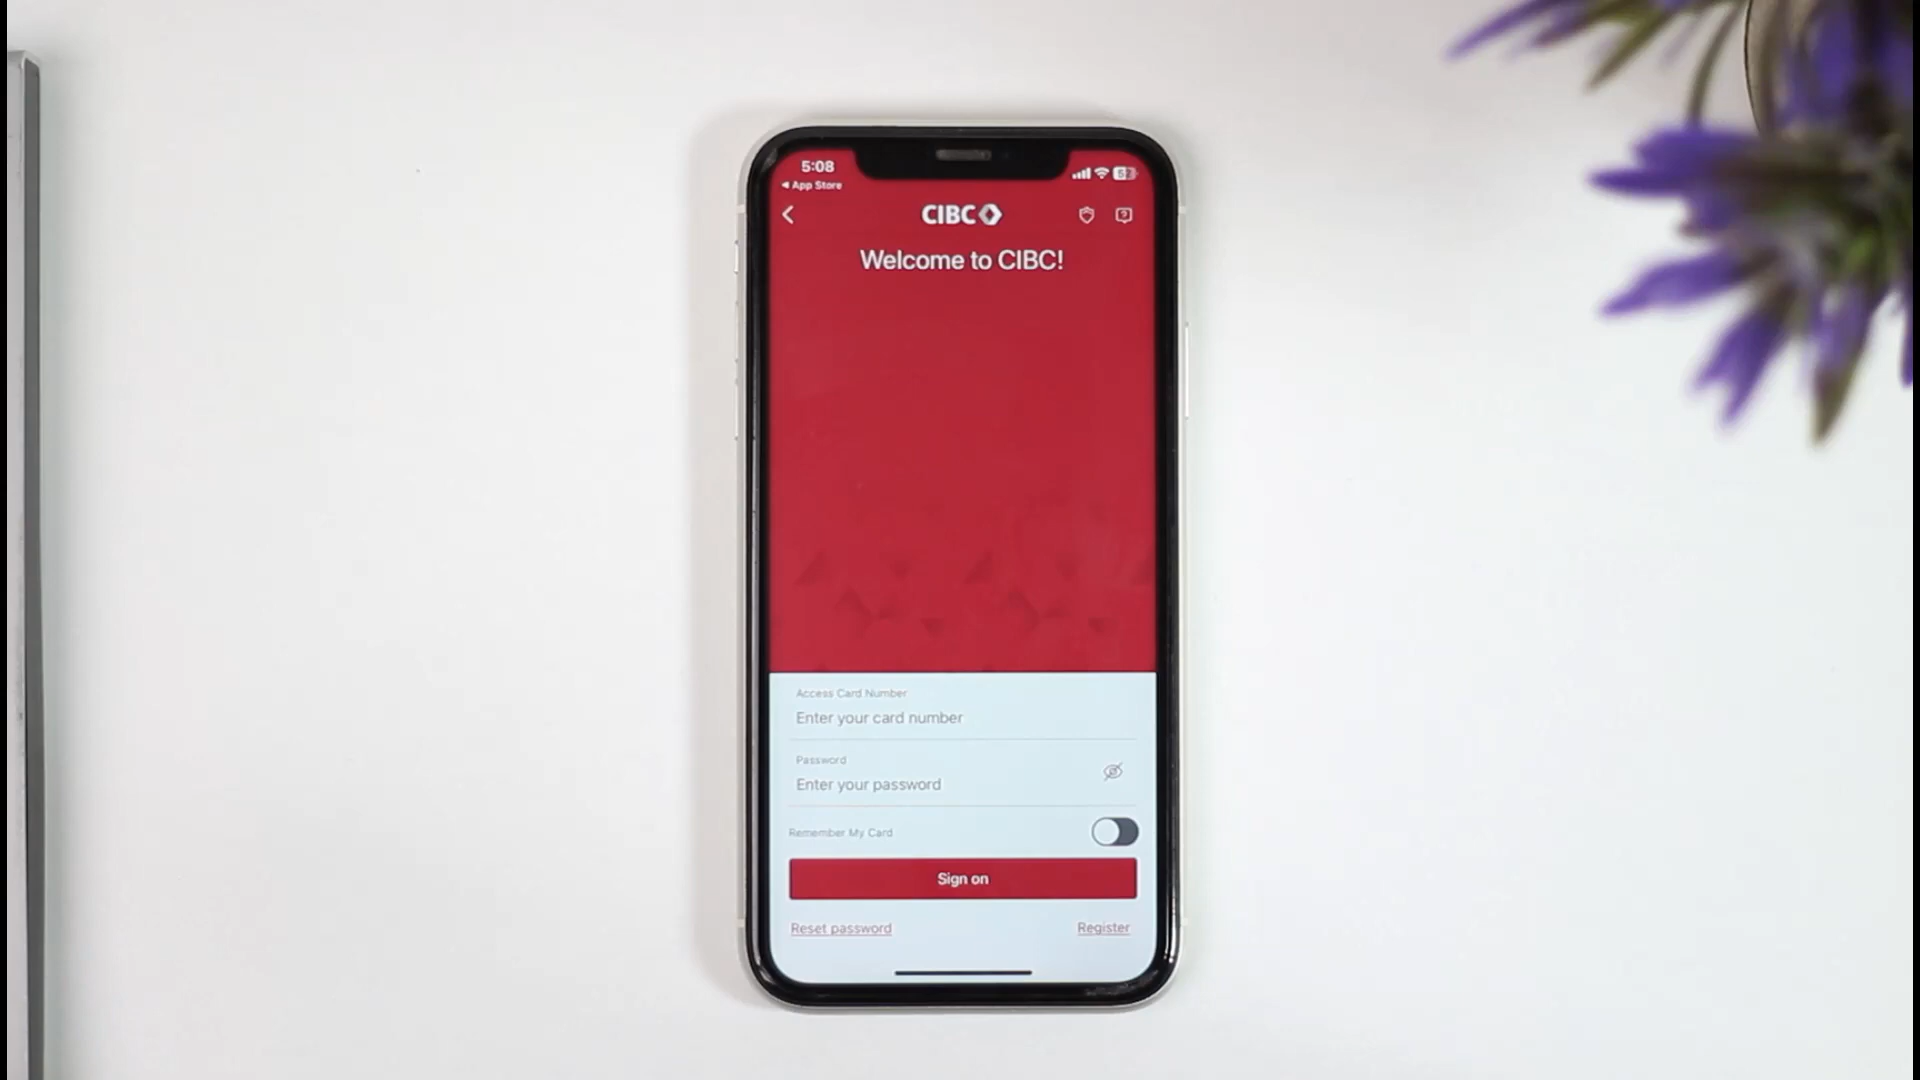 5:08
App Store
CIBC
Welcome to CIBC!
Access Card Number
Enter your card number
Password
Enter your password
Remember My Card
Sign on
Reset password
Register